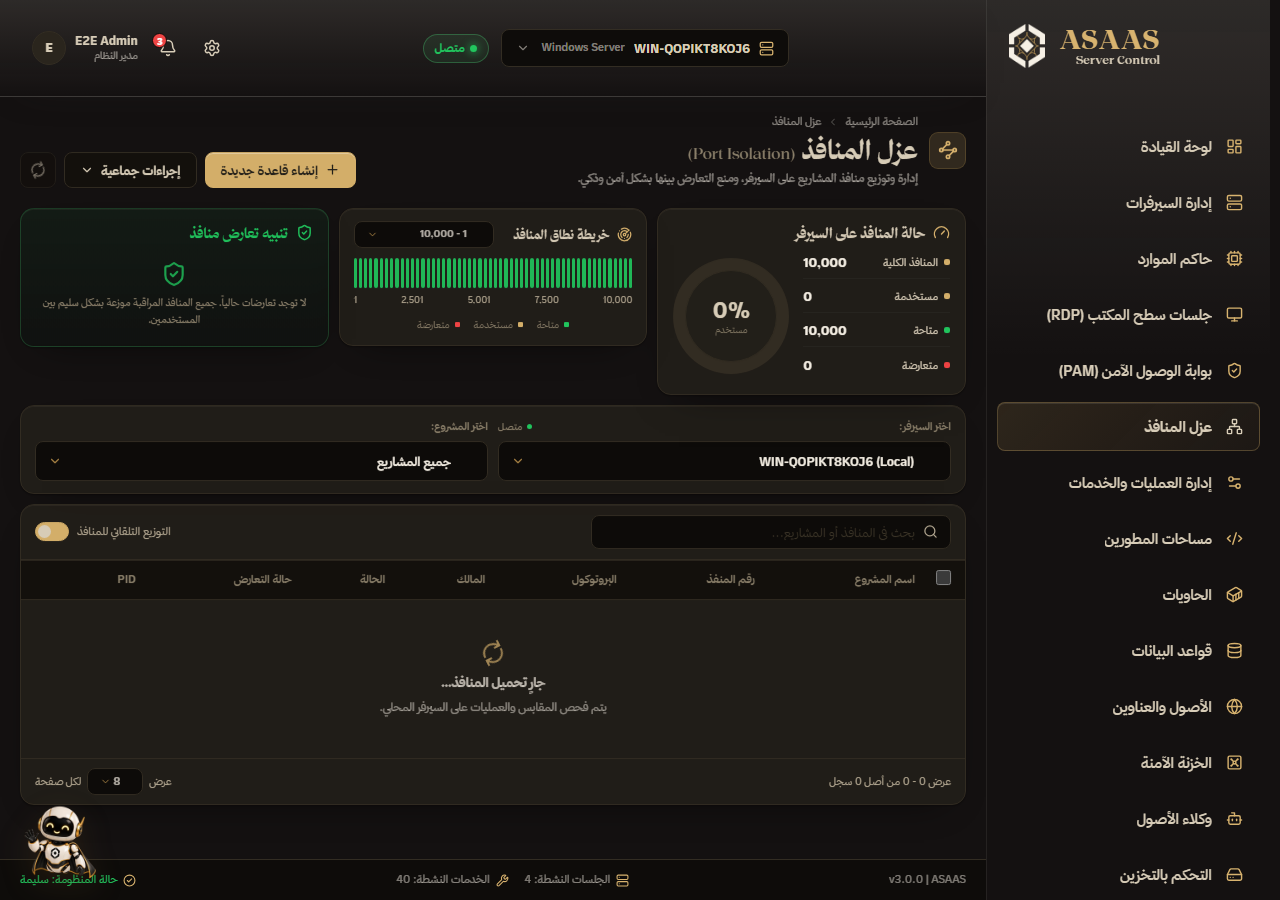 ASAAS
Server Control
لوحة القيادة
إدارة السيرفرات
حاكم الموارد
جلسات سطح المكتب (RDP)
بوابة الوصول الآمن (PAM)
عزل المنافذ
إدارة العمليات والخدمات
مساحات المطورين
الحاويات
قواعد البيانات
الأصول والعناوين
الخزنة الآمنة
وكلاء الأصول
التحكم بالتخزين
WIN-QOPIKT8KOJ6 Windows Server
متصل
3
E2E Admin
مدير النظام
E
الصفحة الرئيسية
عزل المنافذ
عزل المنافذ (Port Isolation)
إدارة وتوزيع منافذ المشاريع على السيرفر، ومنع التعارض بينها بشكل آمن وذكي.
إنشاء قاعدة جديدة
إجراءات جماعية
حالة المنافذ على السيرفر
المنافذ الكلية 10,000
مستخدمة 0
متاحة 10,000
متعارضة 0
0%
مستخدم
خريطة نطاق المنافذ
1 - 10,000
1 2,501 5,001 7,500 10,000
متاحة مستخدمة متعارضة
تنبيه تعارض منافذ
لا توجد تعارضات حالياً. جميع المنافذ المراقبة موزعة بشكل سليم بين
المستخدمين.
اختر السيرفر:
متصل
WIN-QOPIKT8KOJ6 (Local)
اختر المشروع:
جميع المشاريع
بحث في المنافذ أو المشاريع...
التوزيع التلقائي للمنافذ
اسم المشروع رقم المنفذ البروتوكول المالك الحالة حالة التعارض PID
جارٍ تحميل المنافذ...
يتم فحص المقابس والعمليات على السيرفر المحلي.
عرض 0 - 0 من أصل 0 سجل
عرض 8 لكل صفحة
v3.0.0 | ASAAS
الجلسات النشطة: 4
الخدمات النشطة: 40
حالة المنظومة: سليمة